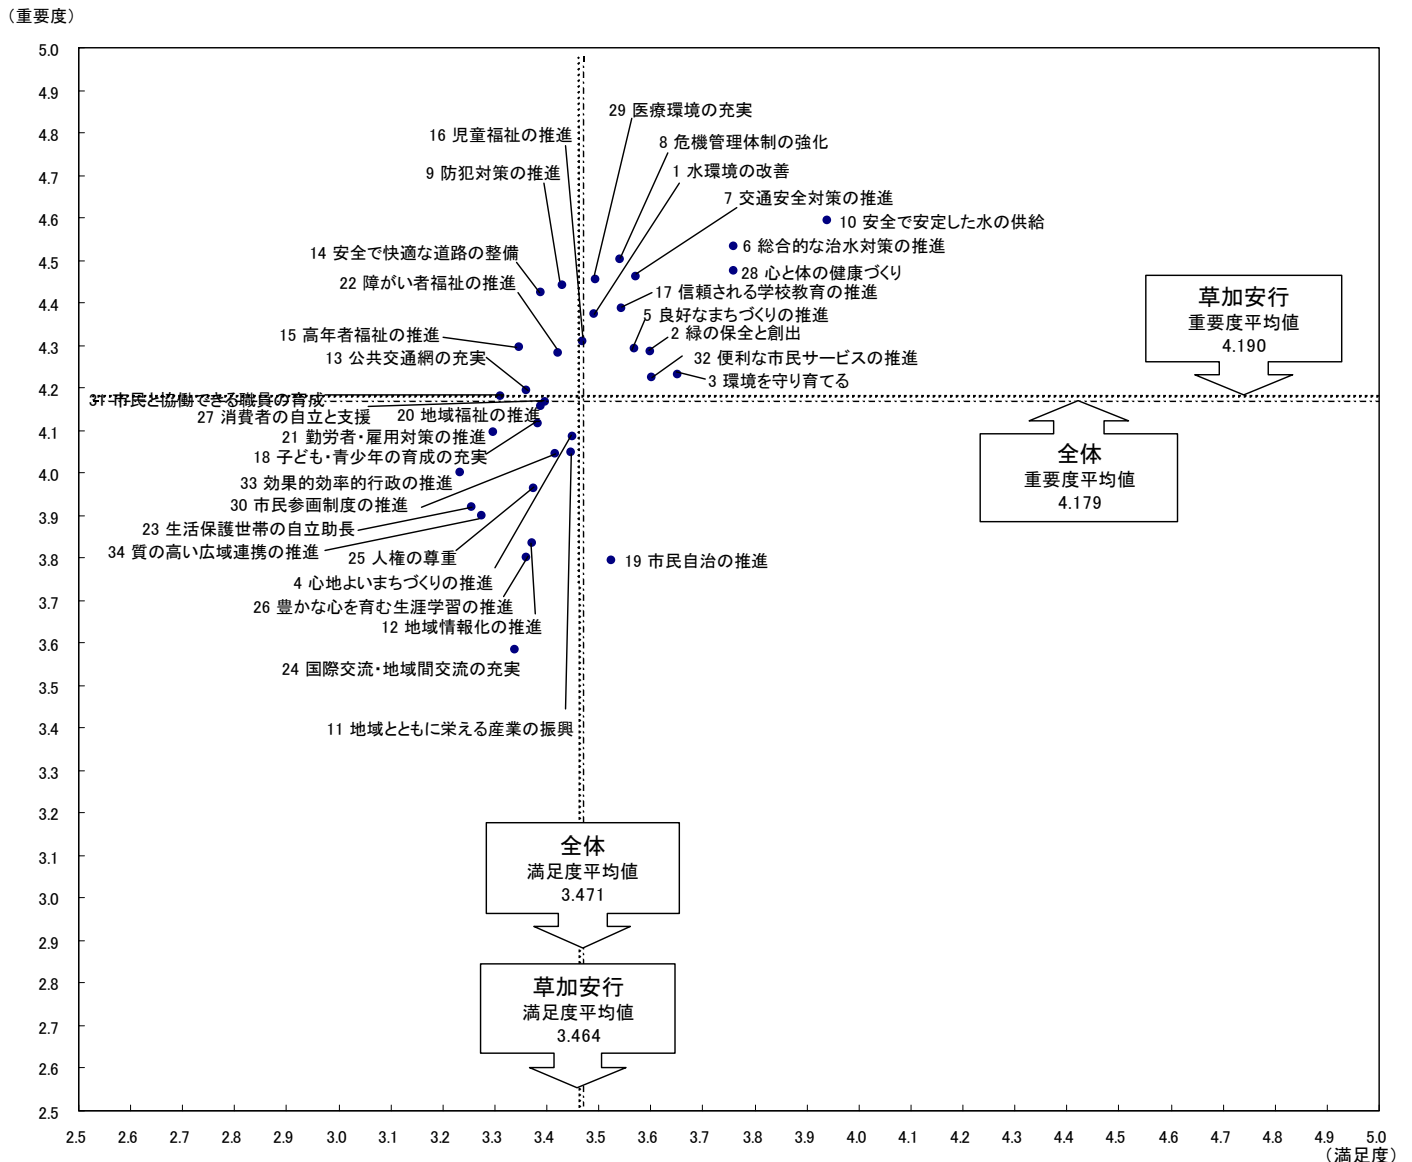 （重要度）
5.0
4.9
4.8
4.7
4.6
4.5
4.4
4.3
4.2
4.1
4.0
3.9
3.8
3.7
3.6
3.5
3.4
3.3
3.2
3.1
3.0
2.9
2.8
2.7
2.6
2.5
29 医療環境の充実
16 児童福祉の推進
8 危機管理体制の強化
9 防犯対策の推進
1 水環境の改善
7 交通安全対策の推進
10 安全で安定した水の供給
14 安全で快適な道路の整備
6 総合的な治水対策の推進
22 障がい者福祉の推進
28 心と体の健康づくり
17 信頼される学校教育の推進
5 良好なまちづくりの推進
15 高年者福祉の推進
2 緑の保全と創出
13 公共交通網の充実
32 便利な市民サービスの推進
3 環境を守り育てる
31 市民と協働できる職員の育成
27 消費者の自立と支援
20 地域福祉の推進
21 勤労者・雇用対策の推進
18 子ども・青少年の育成の充実
33 効果的効率的行政の推進
30 市民参画制度の推進
23 生活保護世帯の自立助長
34 質の高い広域連携の推進
25 人権の尊重
19 市民自治の推進
4 心地よいまちづくりの推進
26 豊かな心を育む生涯学習の推進
12 地域情報化の推進
24 国際交流・地域間交流の充実
11 地域とともに栄える産業の振興
草加安行
重要度平均値
4.190
全体
重要度平均値
4.179
全体
満足度平均値
3.471
草加安行
満足度平均値
3.464
2.5 2.6 2.7 2.8 2.9 3.0 3.1 3.2 3.3 3.4 3.5 3.6 3.7 3.8 3.9 4.0 4.1 4.2 4.3 4.4 4.5 4.6 4.7 4.8 4.9 5.0
（満足度）